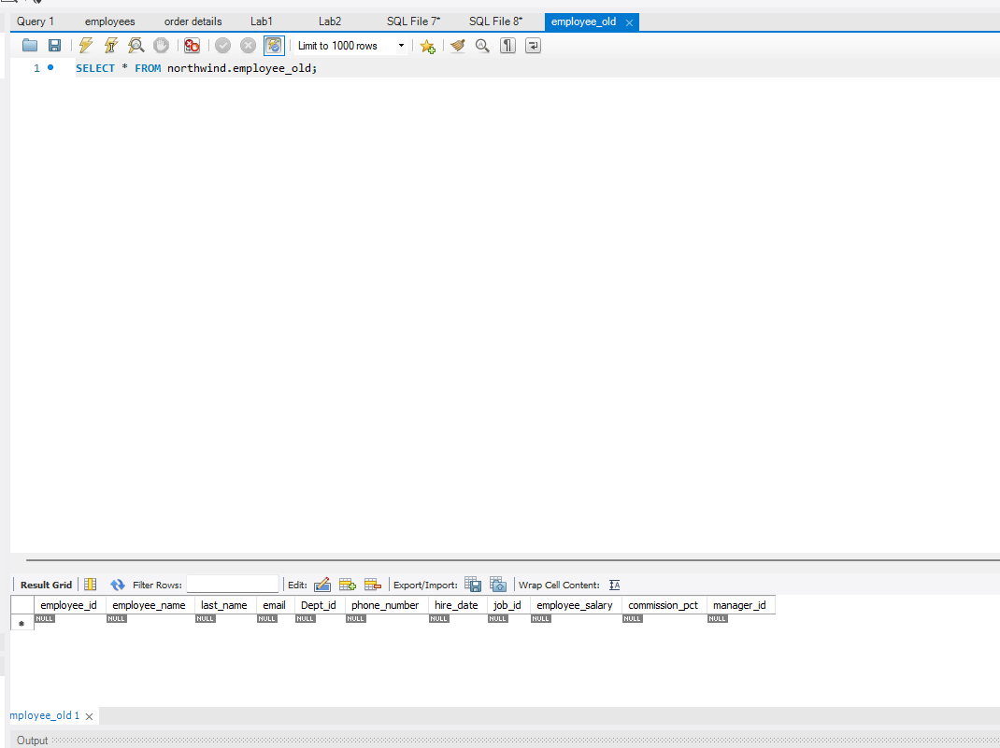 Query 1 employees order details Lab1 Lab2 SQL File 7* SQL File 8* employee_old
Limit to 1000 rows
1 SELECT * FROM northwind.employee_old;
Result Grid Filter Rows: Edit: Export/Import: Wrap Cell Content:
employee_id employee_name last_name email Dept_id phone_number hire_date job_id employee_salary commission_pct manager_id
NULL NULL NULL NULL NULL NULL NULL NULL NULL NULL NULL
mployee_old 1
Output